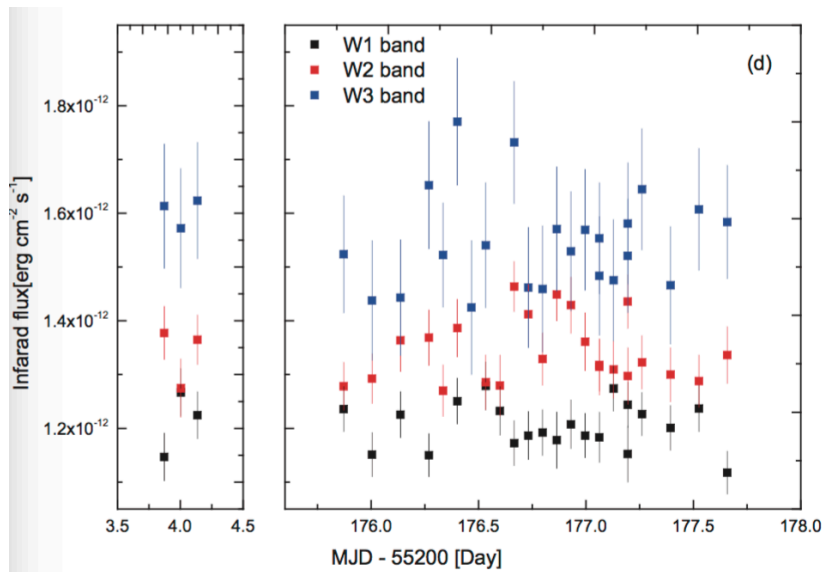 W1 band
W2 band
W3 band
(d)
1.8x10⁻¹²
1.6x10⁻¹²
1.4x10⁻¹²
1.2x10⁻¹²
Infarad flux[erg cm⁻² s⁻¹]
3.5 4.0 4.5 176.0 176.5 177.0 177.5 178.0
MJD - 55200 [Day]